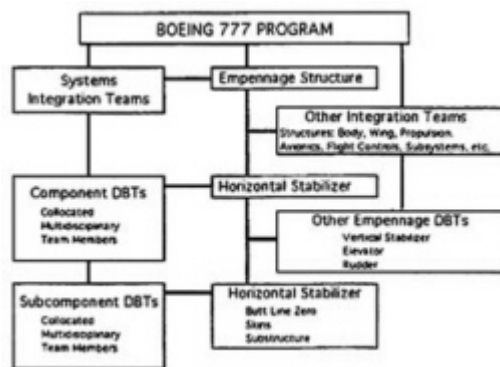 BOEING 777 PROGRAM
Systems
Integration Teams
Empennage Structure
Other Integration Teams
Structures: Body, Wing, Propulsion.
Avionics, Flight Controls, Subsystems, etc.
Component DBTs
Collocated
Multidisciplinary
Team Members
Horizontal Stabilizer
Other Empennage DBTs
Vertical Stabilizer
Elevator
Rudder
Subcomponent DBTs
Collocated
Multidisciplinary
Team Members
Horizontal Stabilizer
Butt Line Zero
Skins
Substructure